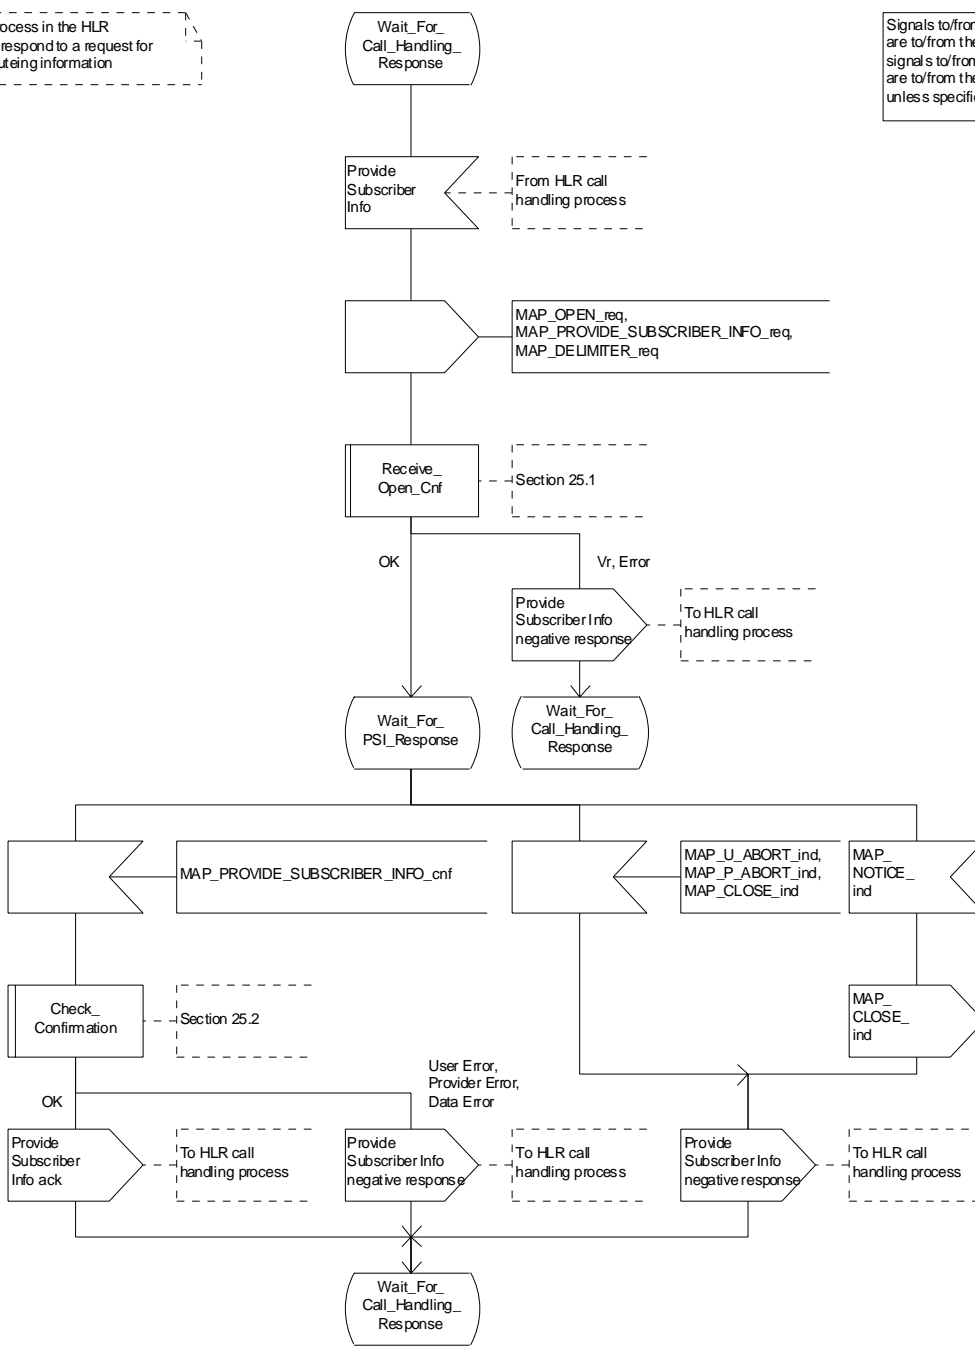 ocess in the HLR
respond to a request for
uteing information
Wait_For_
Call_Handling_
Response
Signals to/from
are to/from the
signals to/from
are to/from the
unless specifie
Provide
Subscriber
Info
From HLR call
handling process
MAP_OPEN_req,
MAP_PROVIDE_SUBSCRIBER_INFO_req,
MAP_DELIMITER_req
Receive_
Open_Cnf
Section 25.1
OK
Vr, Error
Provide
Subscriber Info
negative response
To HLR call
handling process
Wait_For_
PSI_Response
Wait_For_
Call_Handling_
Response
MAP_PROVIDE_SUBSCRIBER_INFO_cnf
MAP_U_ABORT_ind,
MAP_P_ABORT_ind,
MAP_CLOSE_ind
MAP_
NOTICE_
ind
Check_
Confirmation
Section 25.2
MAP_
CLOSE_
ind
OK
User Error,
Provider Error,
Data Error
Provide
Subscriber
Info ack
To HLR call
handling process
Provide
Subscriber Info
negative response
To HLR call
handling process
Provide
Subscriber Info
negative response
To HLR call
handling process
Wait_For_
Call_Handling_
Response